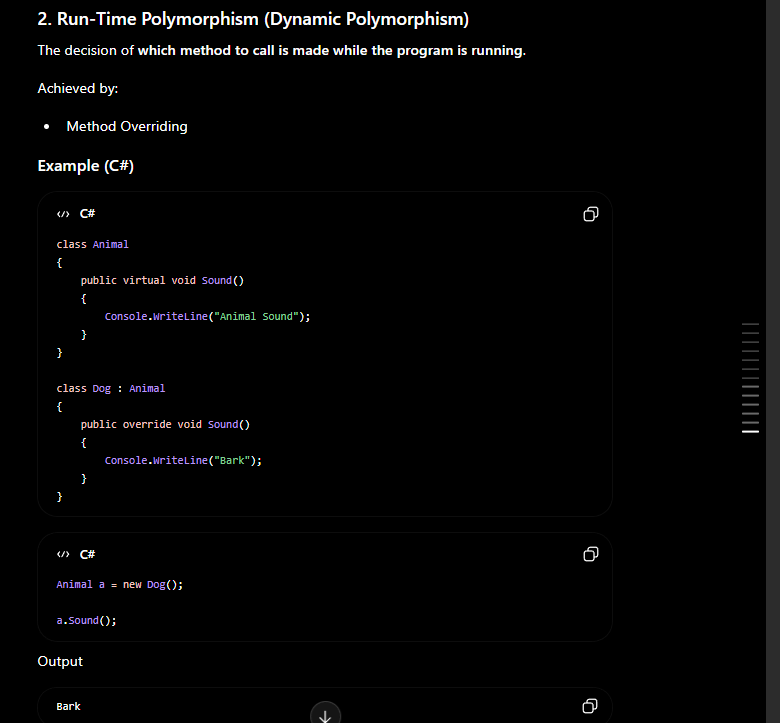 2. Run-Time Polymorphism (Dynamic Polymorphism)
The decision of which method to call is made while the program is running.
Achieved by:
• Method Overriding
Example (C#)
</> C#
class Animal
{
    public virtual void Sound()
    {
        Console.WriteLine("Animal Sound");
    }
}

class Dog : Animal
{
    public override void Sound()
    {
        Console.WriteLine("Bark");
    }
}
</> C#
Animal a = new Dog();

a.Sound();
Output
Bark